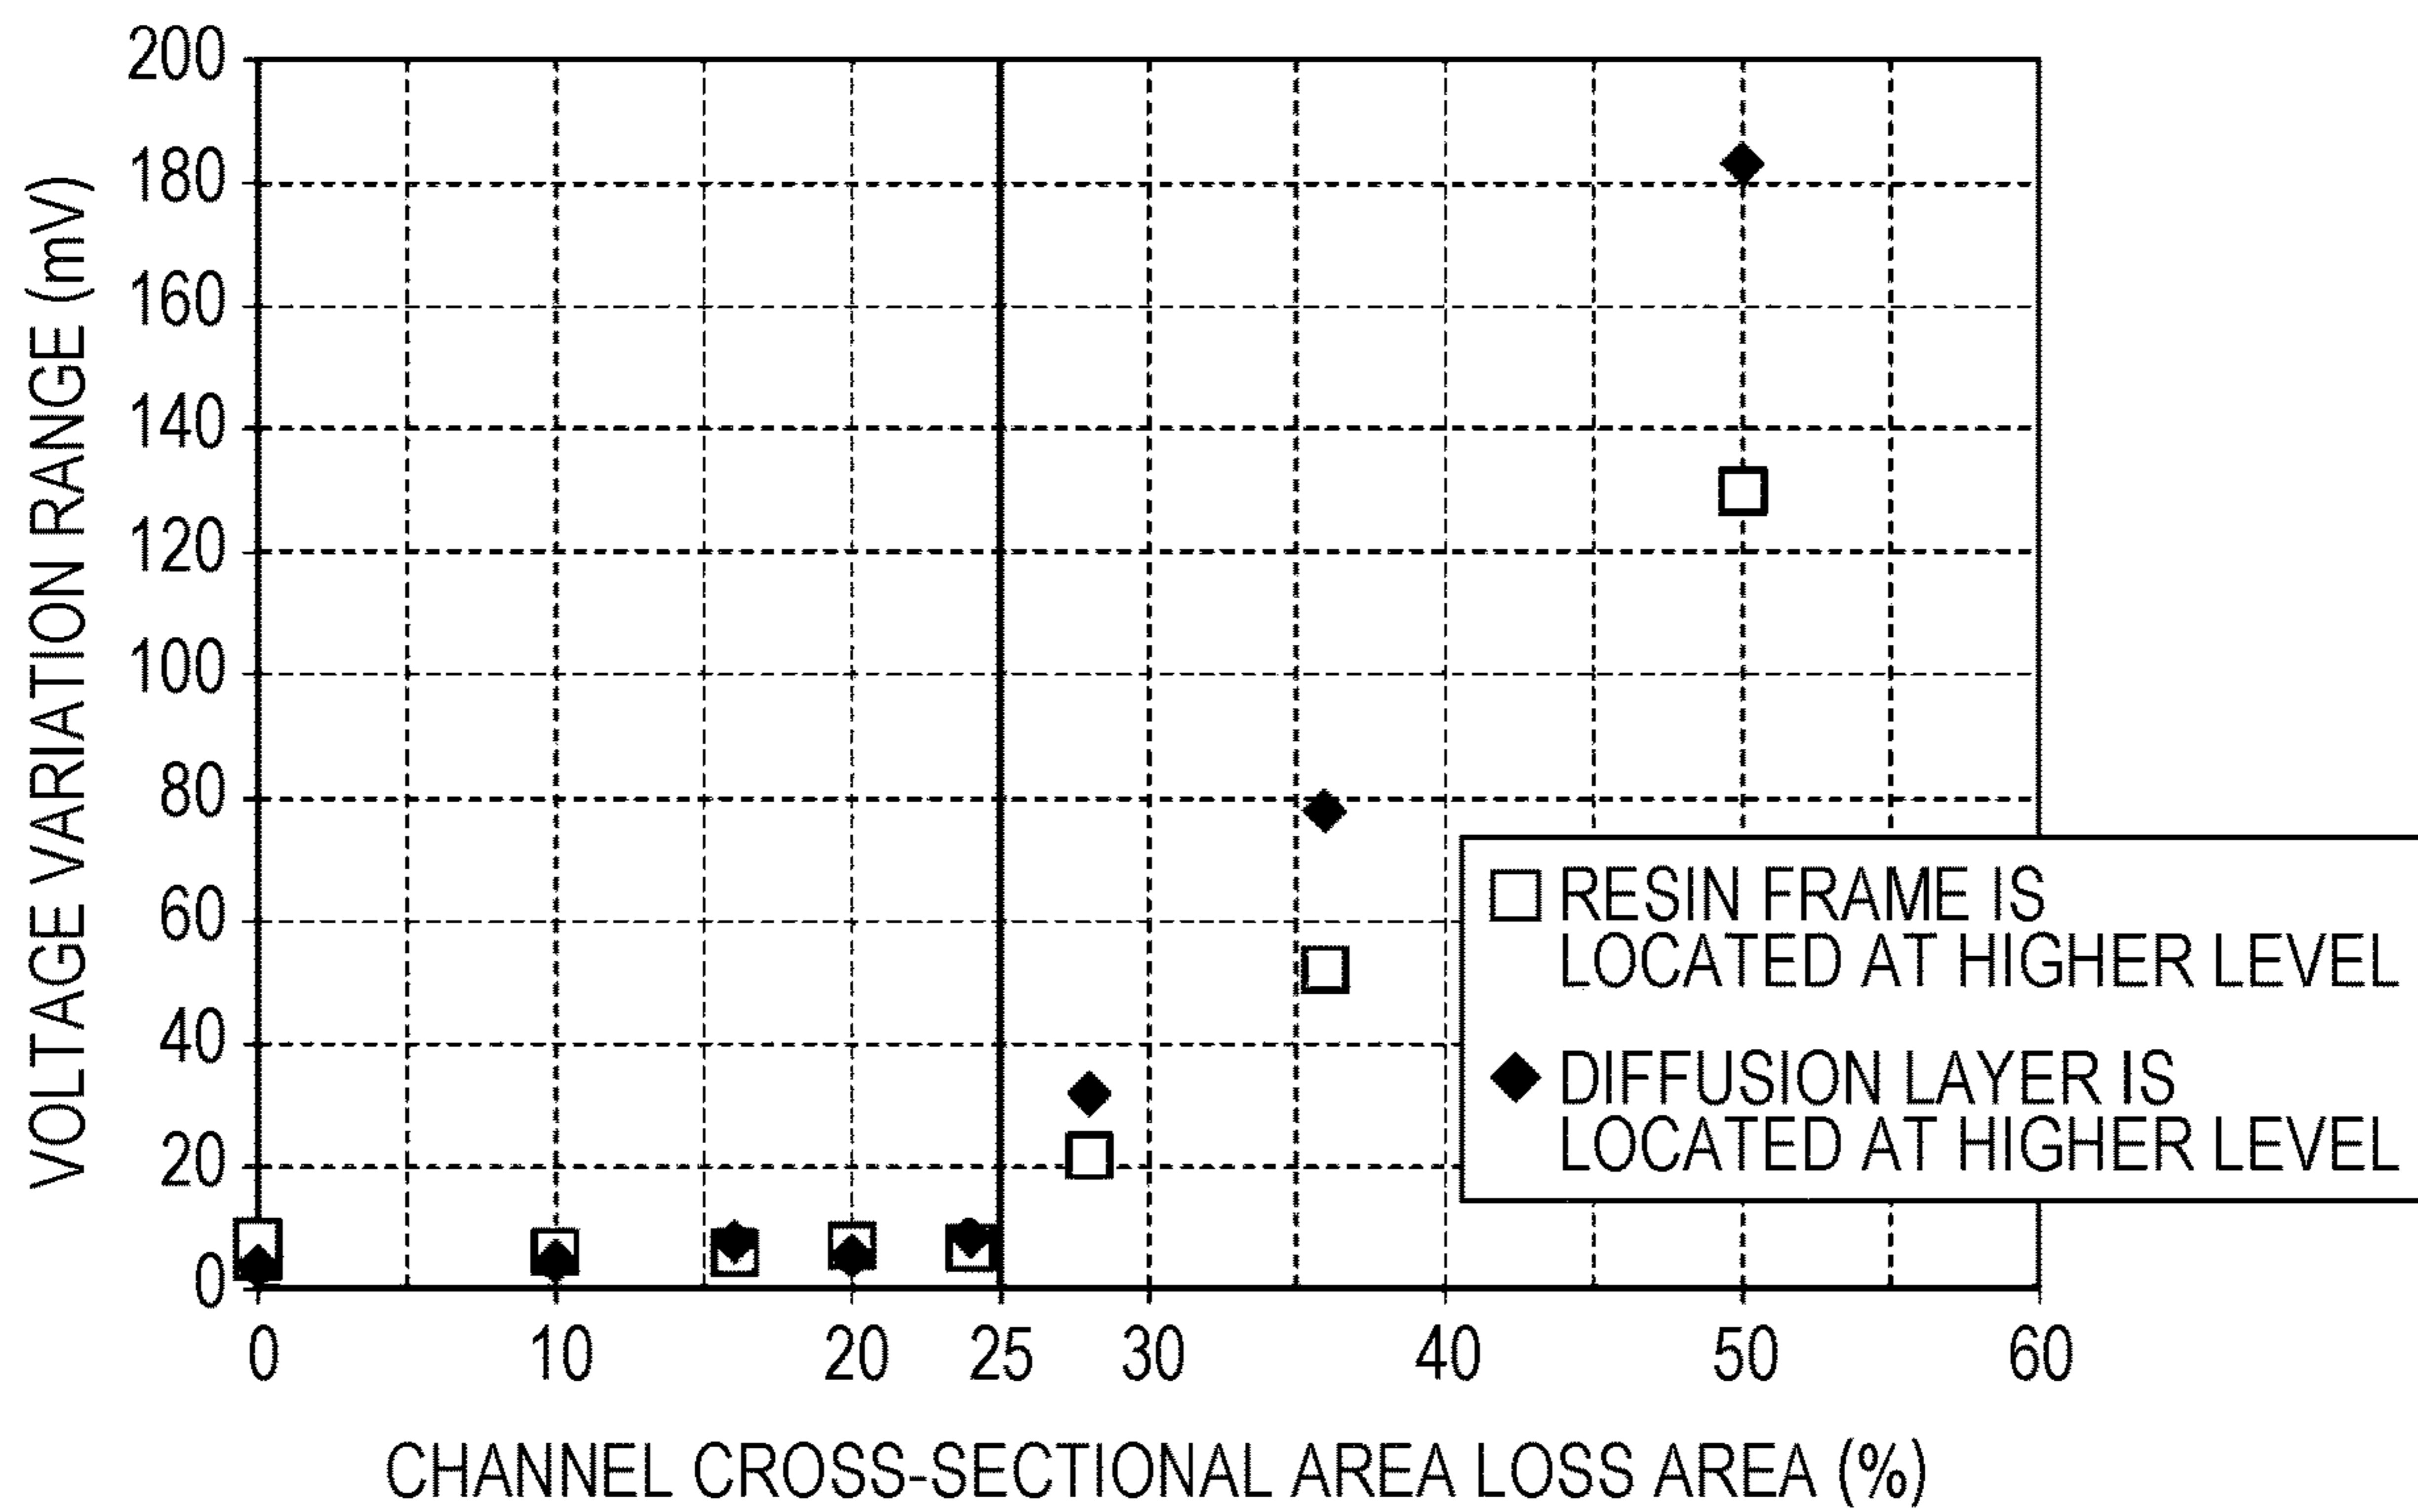 VOLTAGE VARIATION RANGE (mV)
200
180
160
140
120
100
80
60
40
20
0
0 10 20 25 30 40 50 60
CHANNEL CROSS-SECTIONAL AREA LOSS AREA (%)
RESIN FRAME IS
LOCATED AT HIGHER LEVEL
DIFFUSION LAYER IS
LOCATED AT HIGHER LEVEL